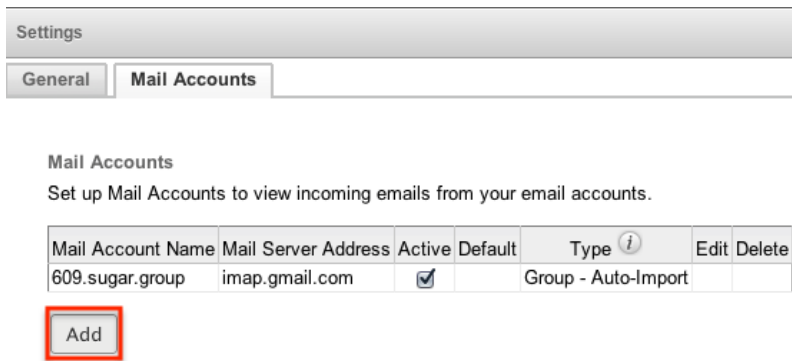 Settings
General Mail Accounts
Mail Accounts
Set up Mail Accounts to view incoming emails from your email accounts.
Mail Account Name Mail Server Address Active Default Type i Edit Delete
609.sugar.group imap.gmail.com Group - Auto-Import
Add